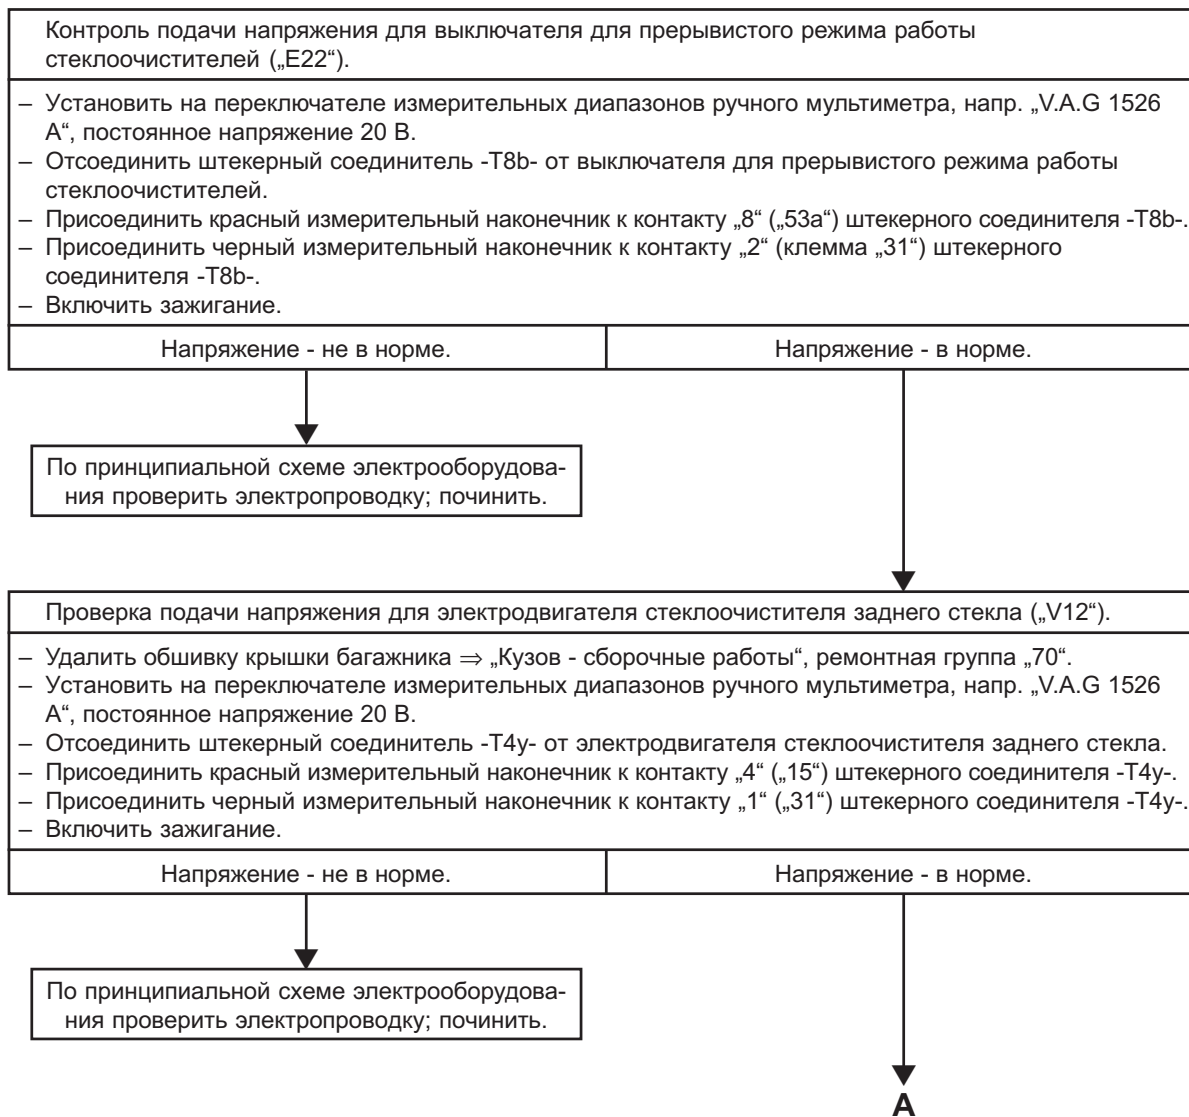 Контроль подачи напряжения для выключателя для прерывистого режима работы
стеклоочистителей („E22“).
– Установить на переключателе измерительных диапазонов ручного мультиметра, напр. „V.A.G 1526
A“, постоянное напряжение 20 В.
– Отсоединить штекерный соединитель -T8b- от выключателя для прерывистого режима работы
стеклоочистителей.
– Присоединить красный измерительный наконечник к контакту „8“ („53a“) штекерного соединителя -T8b-.
– Присоединить черный измерительный наконечник к контакту „2“ (клемма „31“) штекерного
соединителя -T8b-.
– Включить зажигание.
Напряжение - не в норме. Напряжение - в норме.
По принципиальной схеме электрооборудова-
ния проверить электропроводку; починить.
Проверка подачи напряжения для электродвигателя стеклоочистителя заднего стекла („V12“).
– Удалить обшивку крышки багажника ⇒ „Кузов - сборочные работы“, ремонтная группа „70“.
– Установить на переключателе измерительных диапазонов ручного мультиметра, напр. „V.A.G 1526
A“, постоянное напряжение 20 В.
– Отсоединить штекерный соединитель -T4y- от электродвигателя стеклоочистителя заднего стекла.
– Присоединить красный измерительный наконечник к контакту „4“ („15“) штекерного соединителя -T4y-.
– Присоединить черный измерительный наконечник к контакту „1“ („31“) штекерного соединителя -T4y-.
– Включить зажигание.
Напряжение - не в норме. Напряжение - в норме.
По принципиальной схеме электрооборудова-
ния проверить электропроводку; починить.
A